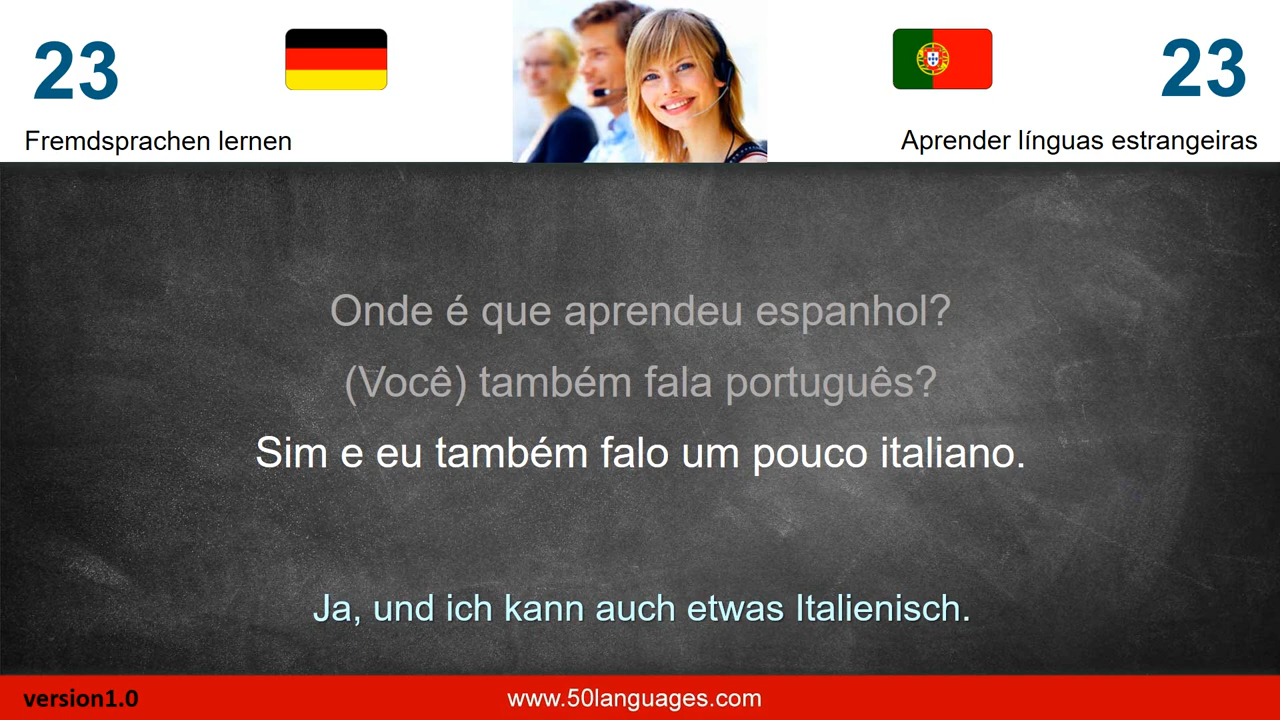 23
23
Fremdsprachen lernen
Aprender línguas estrangeiras
Onde é que aprendeu espanhol?
(Você) também fala português?
Sim e eu também falo um pouco italiano.
Ja, und ich kann auch etwas Italienisch.
version1.0
www.50languages.com